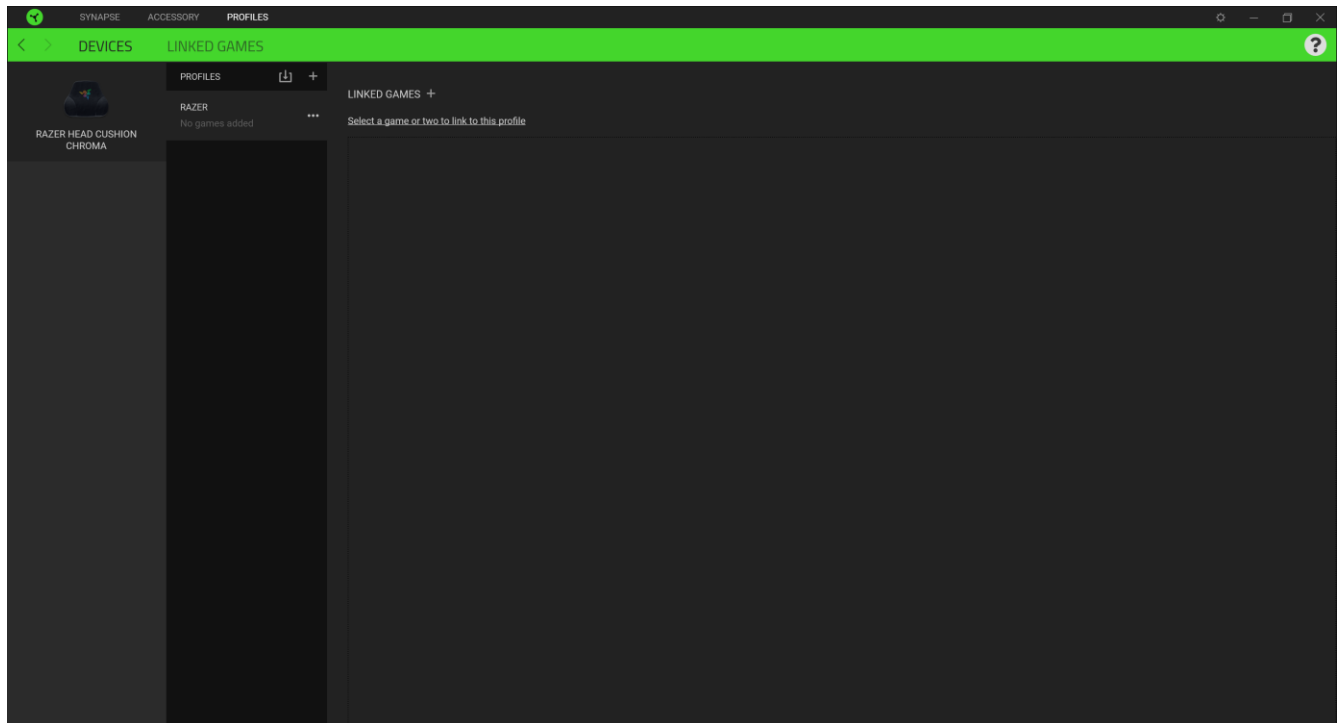 SYNAPSE ACCESSORY PROFILES
DEVICES LINKED GAMES
?
RAZER HEAD CUSHION
CHROMA
PROFILES
RAZER
No games added
LINKED GAMES +
Select a game or two to link to this profile